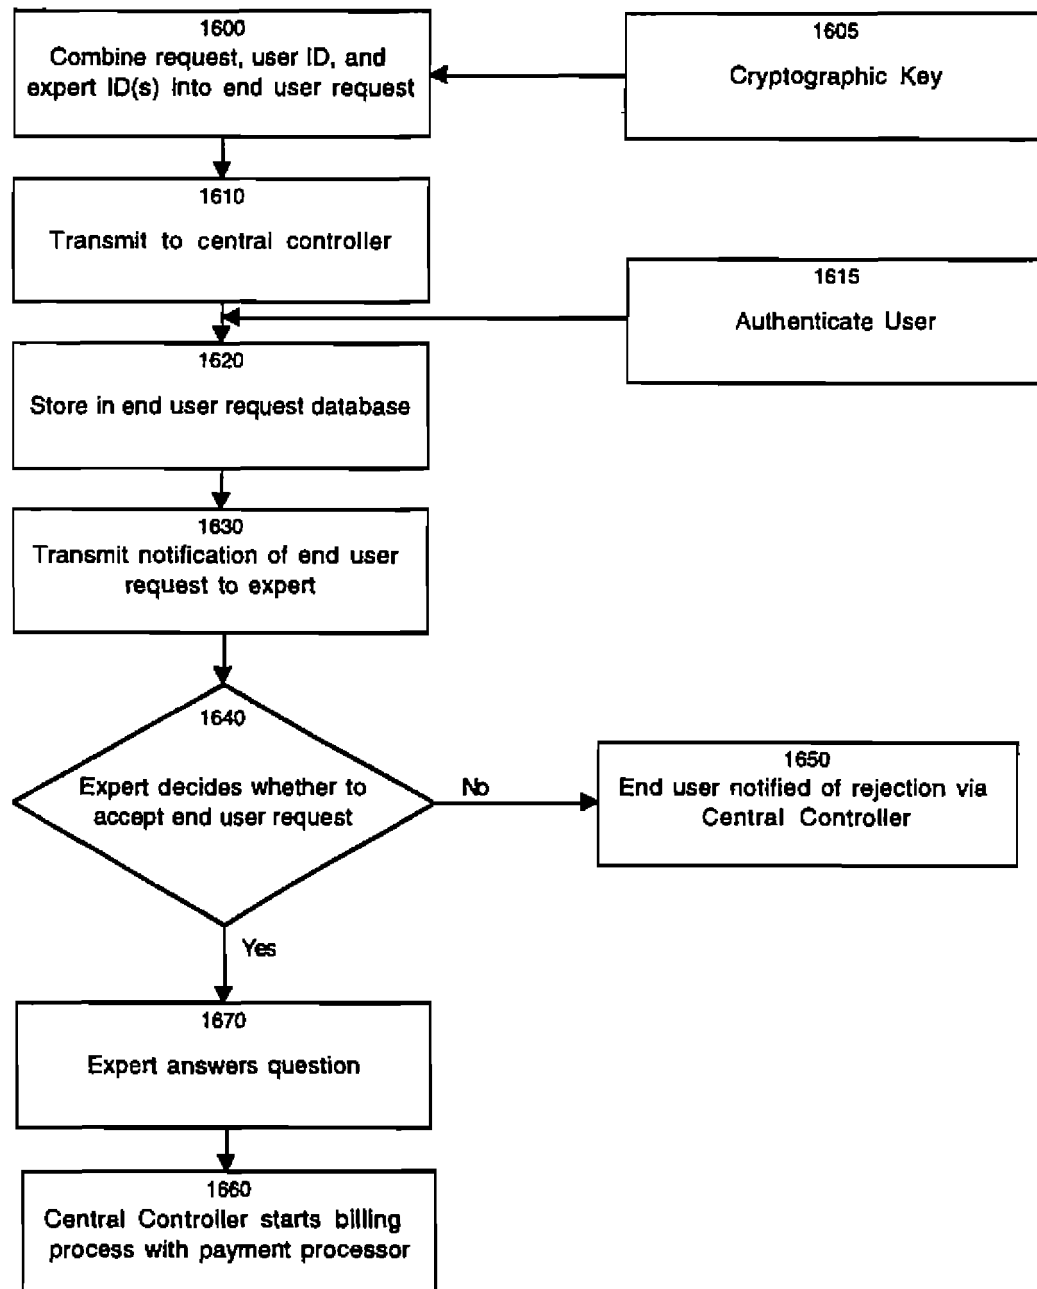 1600
Combine request, user ID, and
expert ID(s) into end user request
1605
Cryptographic Key
1610
Transmit to central controller
1615
Authenticate User
1620
Store in end user request database
1630
Transmit notification of end user
request to expert
1640
Expert decides whether to
accept end user request
No
1650
End user notified of rejection via
Central Controller
Yes
1670
Expert answers question
1660
Central Controller starts billing
process with payment processor